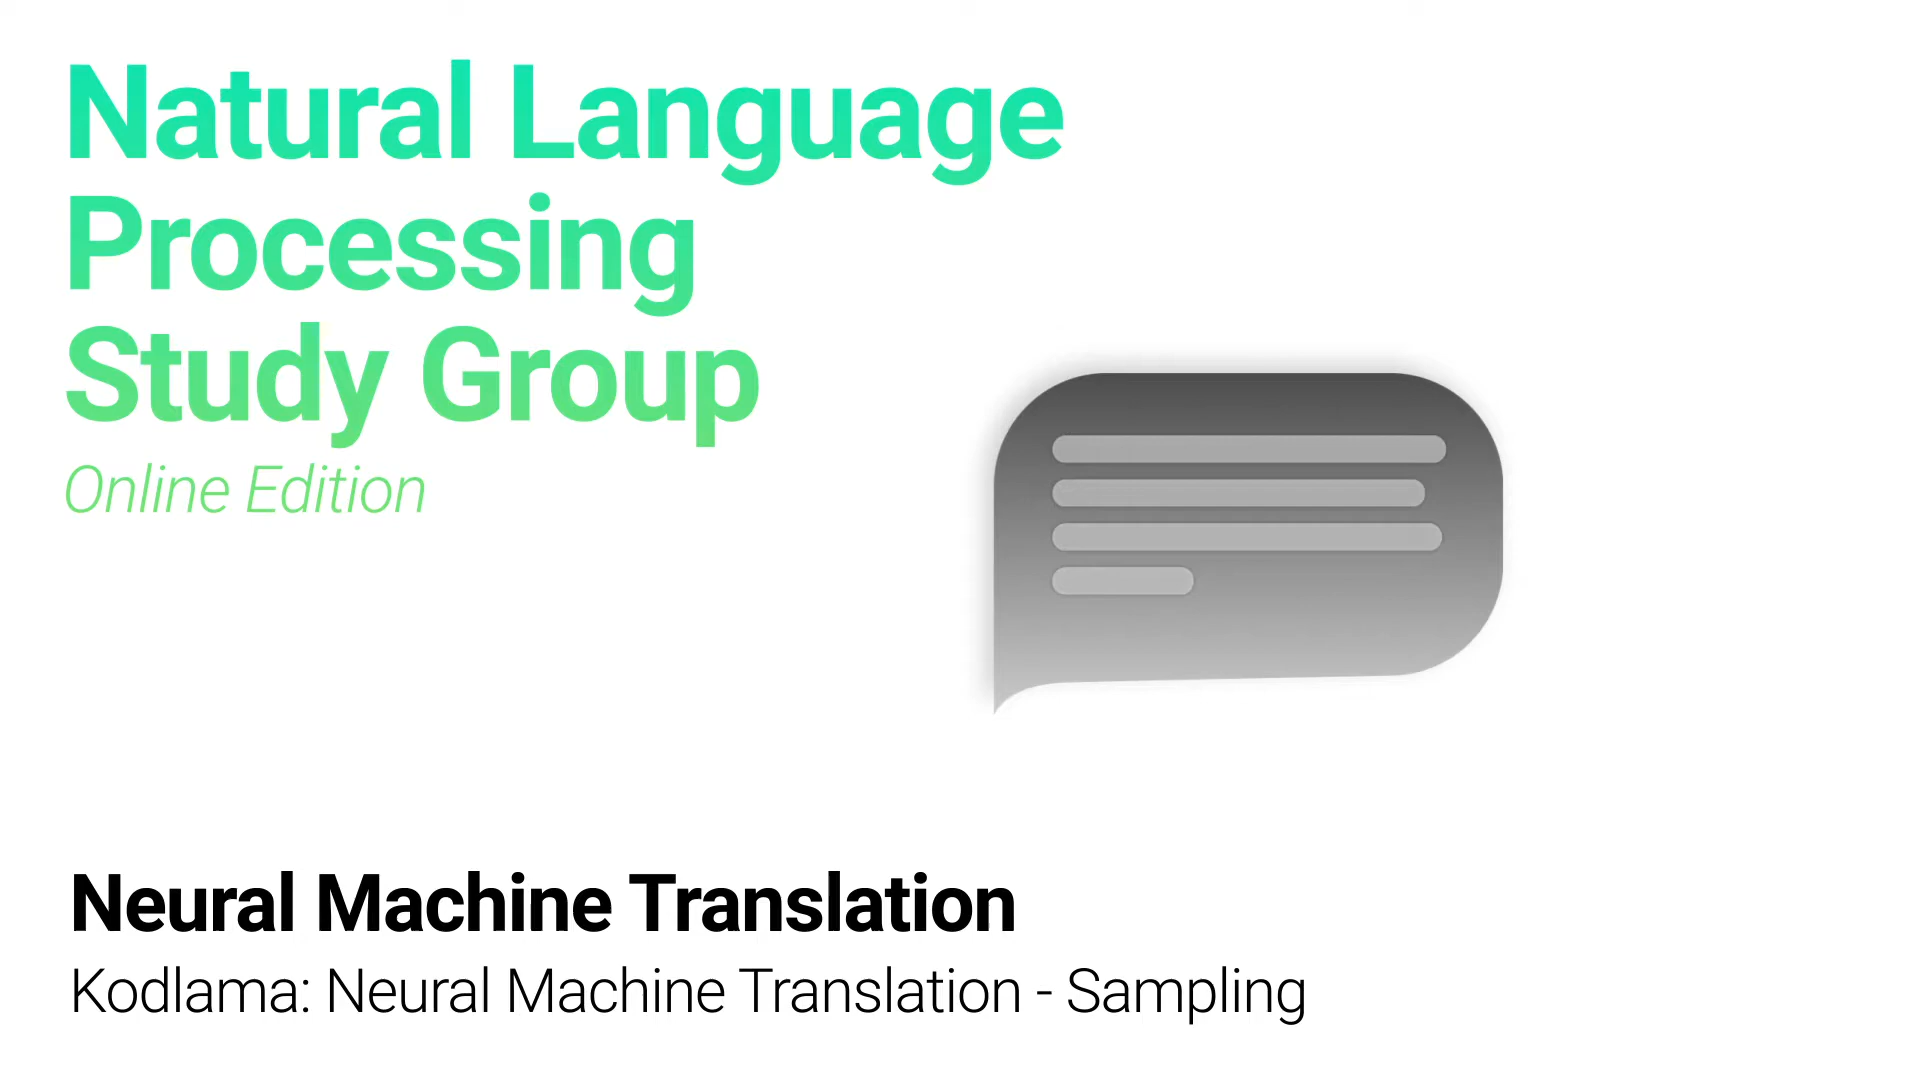 Natural Language
Processing
Study Group
Online Edition
Neural Machine Translation
Kodlama: Neural Machine Translation - Sampling